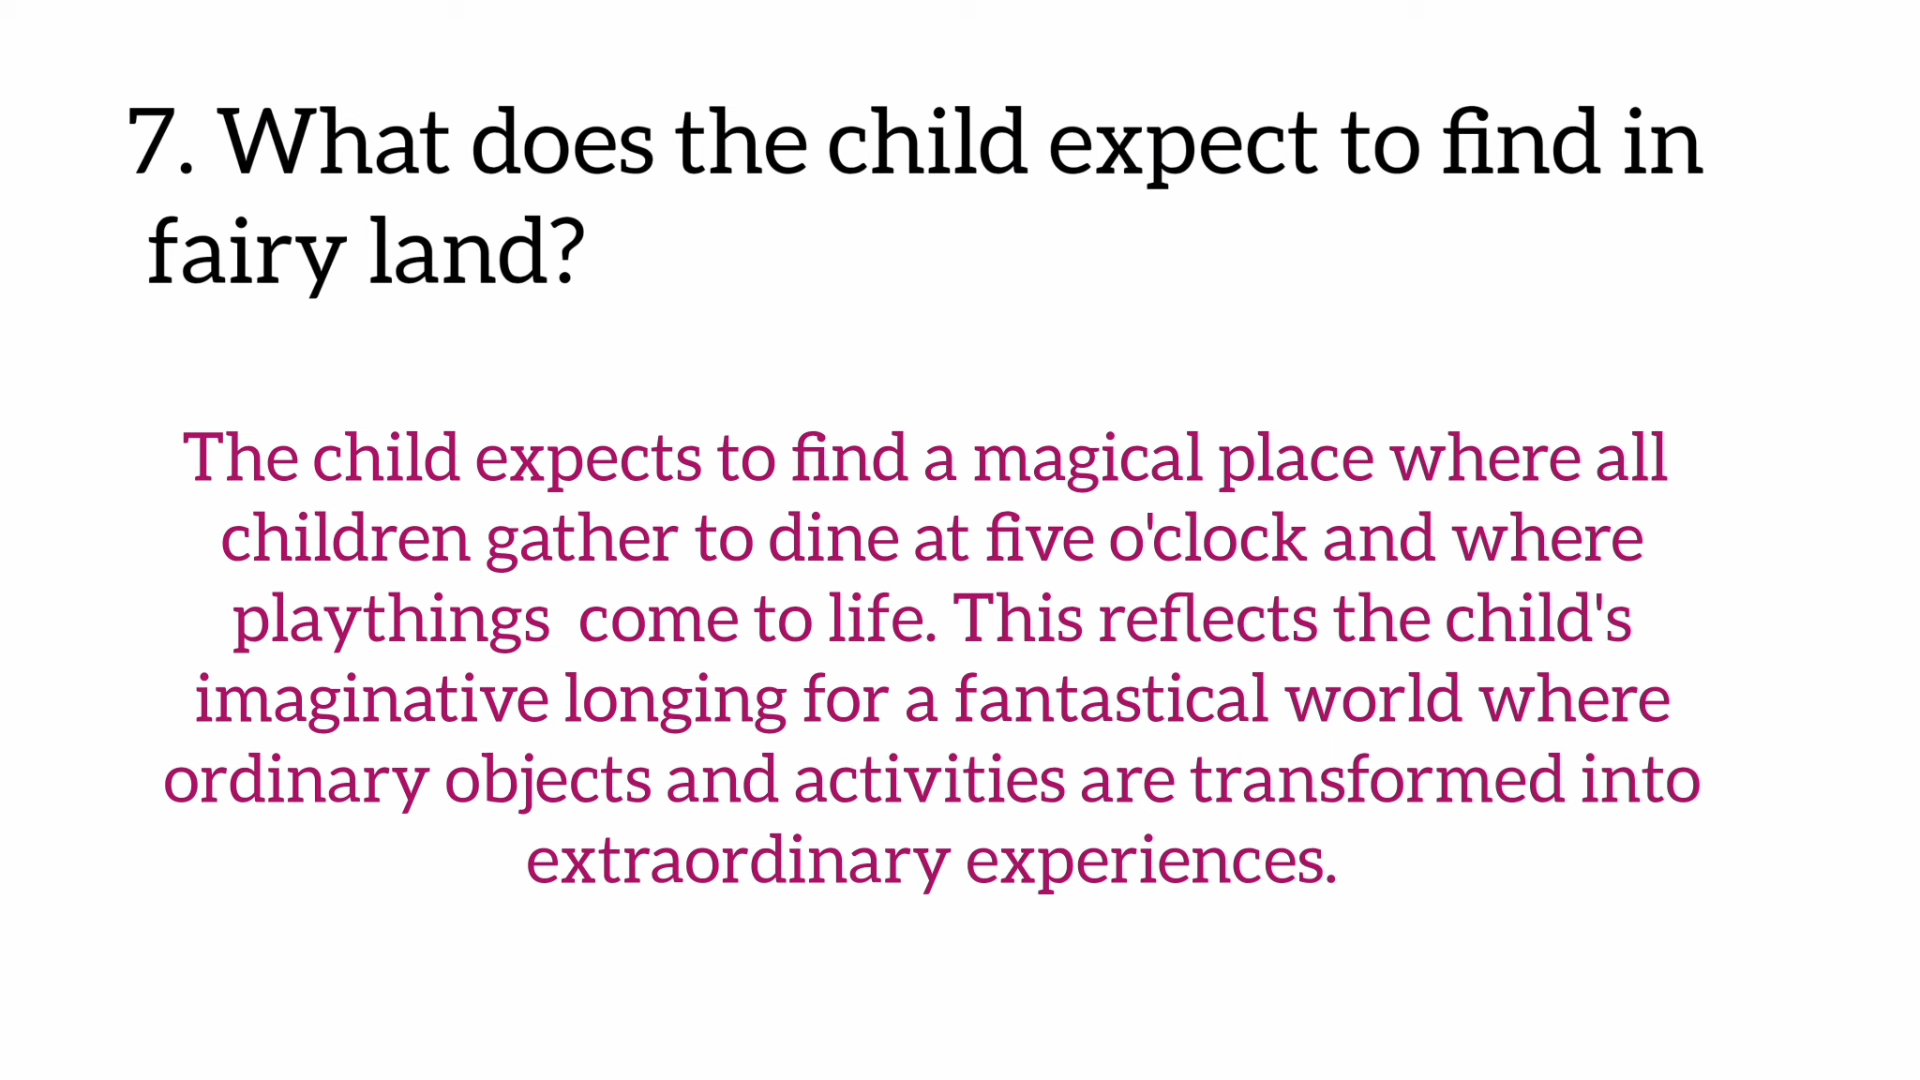 7. What does the child expect to find in
fairy land?
The child expects to find a magical place where all
children gather to dine at five o'clock and where
playthings come to life. This reflects the child's
imaginative longing for a fantastical world where
ordinary objects and activities are transformed into
extraordinary experiences.